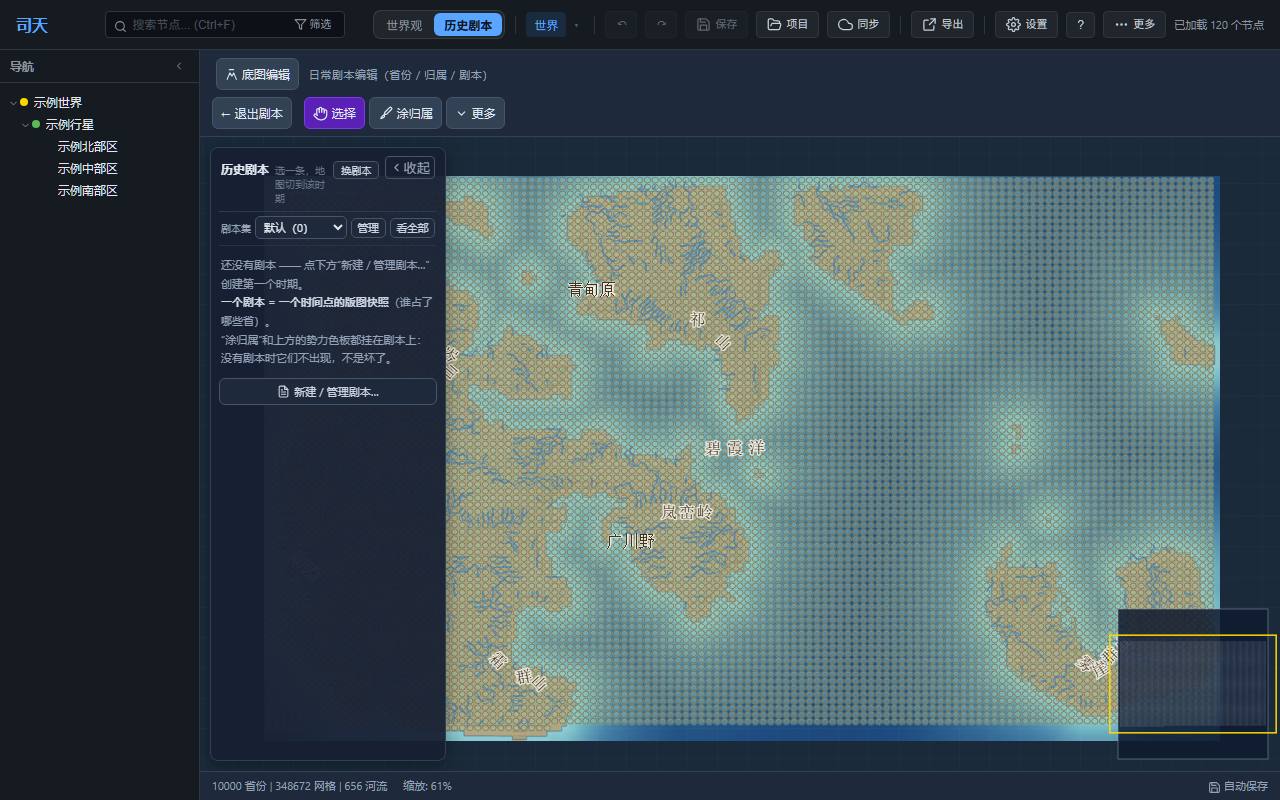 司天
搜索节点... (Ctrl+F)
筛选
世界观
历史剧本
世界
保存
项目
同步
导出
设置
?
更多
已加载 120 个节点
导航
示例世界
示例行星
示例北部区
示例中部区
示例南部区
底图编辑
日常剧本编辑（省份 / 归属 / 剧本）
← 退出剧本
选择
涂归属
更多
历史剧本
选一条，地
图切到该时
期
换剧本
收起
剧本集
默认（0）
管理
看全部
还没有剧本 —— 点下方“新建 / 管理剧本…”
创建第一个时期。
一个剧本 = 一个时间点的版图快照（谁占了
哪些省）。
“涂归属”和上方的势力色板都挂在剧本上：
没有剧本时它们不出现，不是坏了。
新建 / 管理剧本...
青甸原
祁
山
碧霞洋
岚峦岭
广川野
霜
群山
10000 省份 | 348672 网格 | 656 河流
缩放: 61%
自动保存